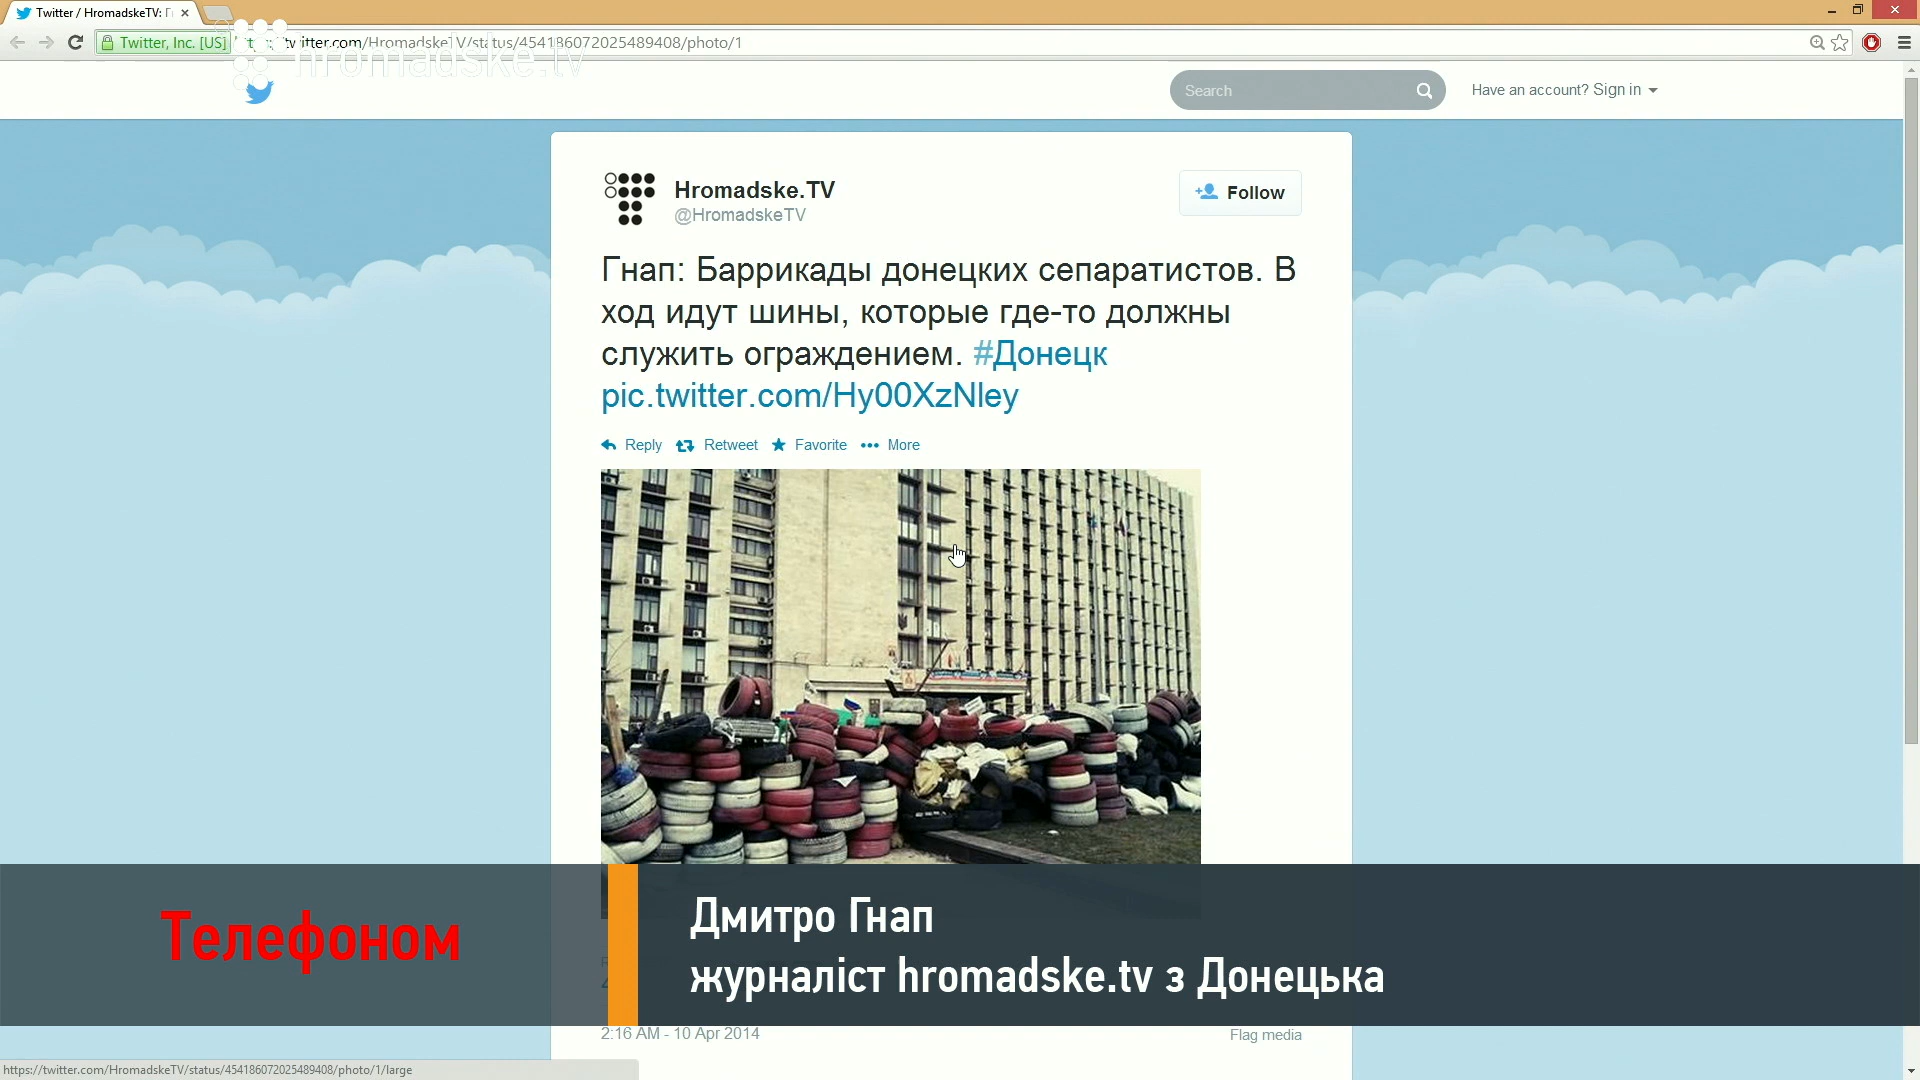 Twitter / HromadskeTV:
Twitter, Inc. [US]
twitter.com/HromadskeTV/status/454186072025489408/photo/1
hromadske.tv
Search
Have an account? Sign in
Hromadske.TV
@HromadskeTV
Follow
Гнап: Баррикады донецких сепаратистов. В
ход идут шины, которые где-то должны
служить ограждением. #Донецк
pic.twitter.com/Hy00XzNley
Reply Retweet Favorite More
Телефоном
Дмитро Гнап
журналіст hromadske.tv з Донецька
2:16 AM - 10 Apr 2014
Flag media
https://twitter.com/HromadskeTV/status/454186072025489408/photo/1/large